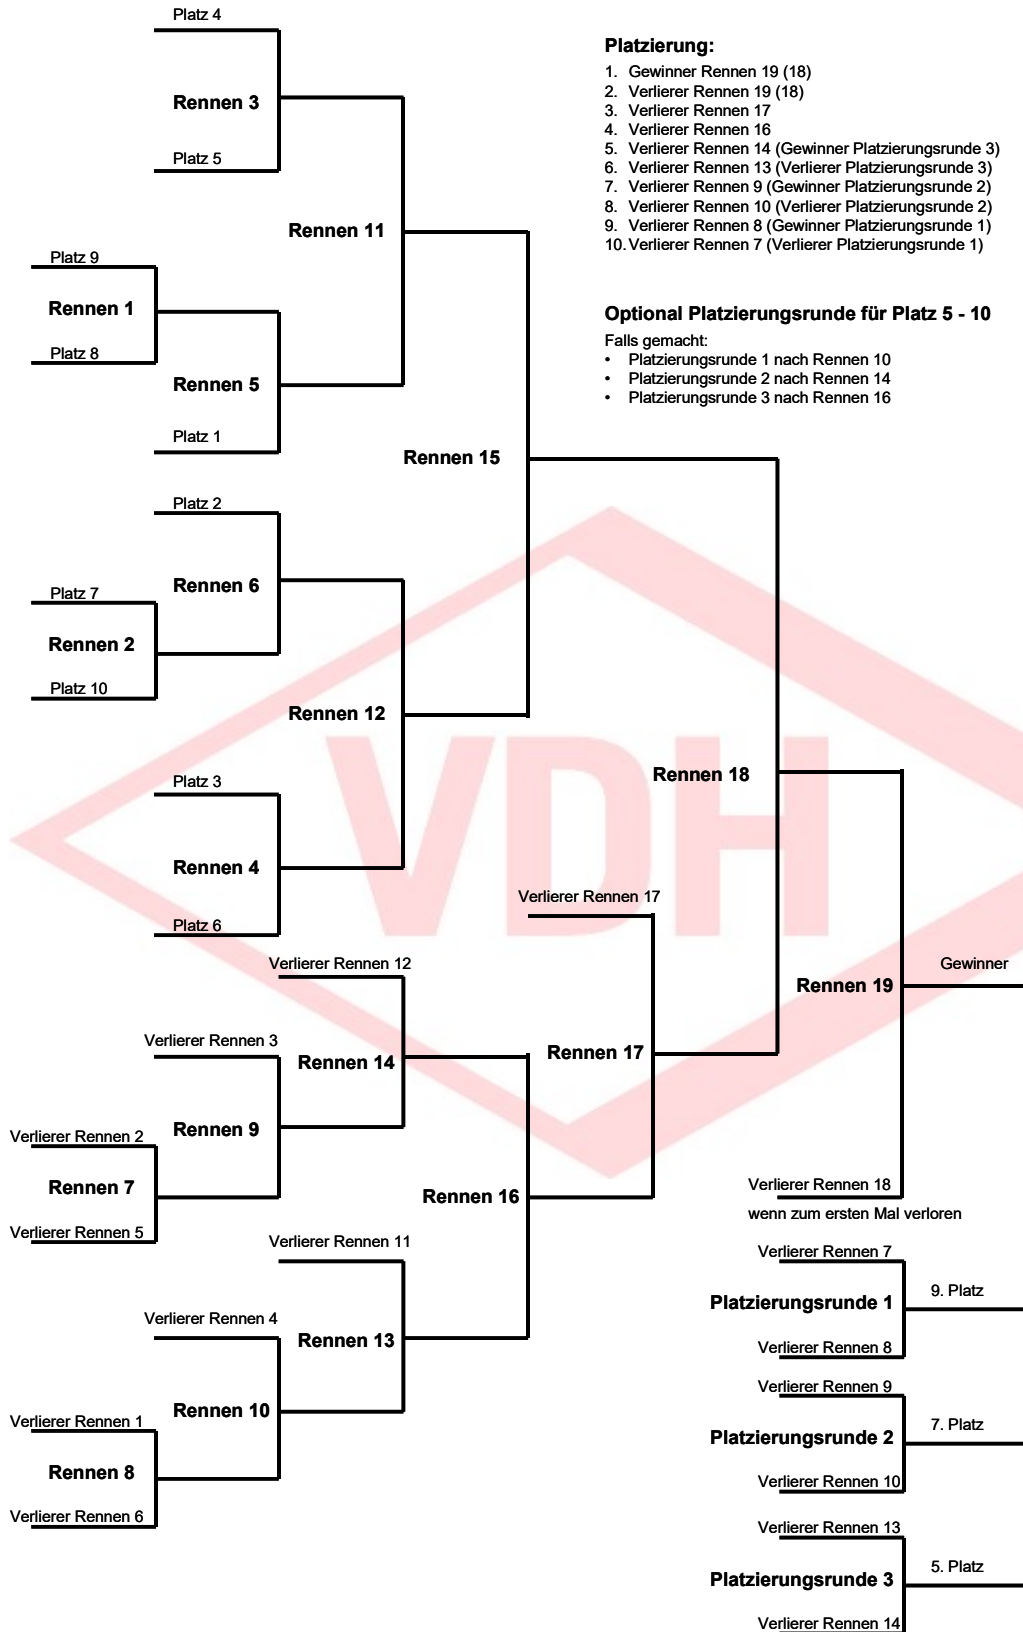 Platz 4
Rennen 3
Platz 5
Rennen 11
Platz 9
Rennen 1
Platz 8
Rennen 5
Platz 1
Rennen 15
Platz 2
Rennen 6
Platz 7
Rennen 2
Platz 10
Rennen 12
Platz 3
Rennen 4
Platz 6
Platzierung:
1. Gewinner Rennen 19 (18)
2. Verlierer Rennen 19 (18)
3. Verlierer Rennen 17
4. Verlierer Rennen 16
5. Verlierer Rennen 14 (Gewinner Platzierungsrunde 3)
6. Verlierer Rennen 13 (Verlierer Platzierungsrunde 3)
7. Verlierer Rennen 9 (Gewinner Platzierungsrunde 2)
8. Verlierer Rennen 10 (Verlierer Platzierungsrunde 2)
9. Verlierer Rennen 8 (Gewinner Platzierungsrunde 1)
10. Verlierer Rennen 7 (Verlierer Platzierungsrunde 1)
Optional Platzierungsrunde für Platz 5 - 10
Falls gemacht:
• Platzierungsrunde 1 nach Rennen 10
• Platzierungsrunde 2 nach Rennen 14
• Platzierungsrunde 3 nach Rennen 16
VDH
Rennen 18
Verlierer Rennen 17
Rennen 19
Gewinner
Verlierer Rennen 12
Verlierer Rennen 3
Rennen 14
Rennen 17
Verlierer Rennen 2
Rennen 9
Rennen 7
Rennen 16
Verlierer Rennen 5
Verlierer Rennen 18
wenn zum ersten Mal verloren
Verlierer Rennen 11
Verlierer Rennen 4
Rennen 13
Rennen 10
Verlierer Rennen 1
Rennen 8
Verlierer Rennen 6
Verlierer Rennen 7
Platzierungsrunde 1
9. Platz
Verlierer Rennen 8
Verlierer Rennen 9
Platzierungsrunde 2
7. Platz
Verlierer Rennen 10
Verlierer Rennen 13
Platzierungsrunde 3
5. Platz
Verlierer Rennen 14